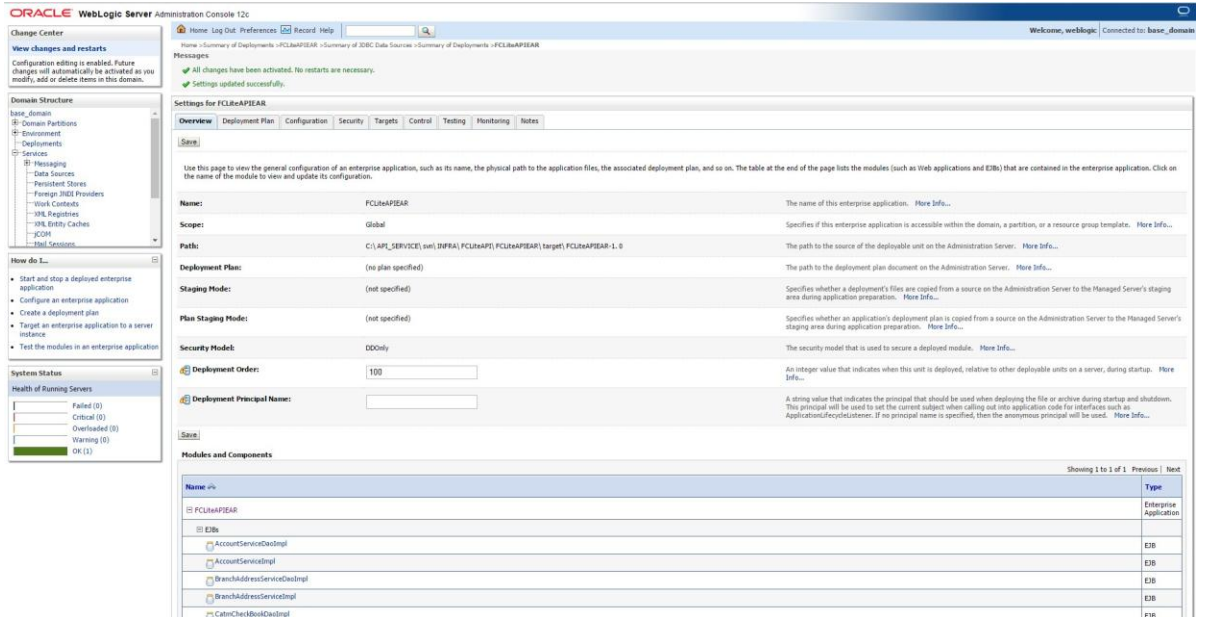 ORACLE WebLogic Server Administration Console 12c
Change Center
View changes and restarts
Configuration editing is enabled. Future
changes will automatically be activated as you
modify, add or delete items in this domain.
Domain Structure
base_domain
Domain Partitions
Environment
Deployments
Services
Messaging
Data Sources
Persistent Stores
Foreign JNDI Providers
Work Contexts
XML Registries
XML Entity Caches
jCOM
Mail Sessions
How do I...
Start and stop a deployed enterprise
application
Configure an enterprise application
Create a deployment plan
Target an enterprise application to a server
instance
Test the modules in an enterprise application
System Status
Health of Running Servers
Failed (0)
Critical (0)
Overloaded (0)
Warning (0)
OK (1)
Home Log Out Preferences Record Help
Welcome, weblogic Connected to: base_domain
Home >Summary of Deployments >FCLiteAPIEAR >Summary of JDBC Data Sources >Summary of Deployments >FCLiteAPIEAR
Messages
All changes have been activated. No restarts are necessary.
Settings updated successfully.
Settings for FCLiteAPIEAR
Overview Deployment Plan Configuration Security Targets Control Testing Monitoring Notes
Save
Use this page to view the general configuration of an enterprise application, such as its name, the physical path to the application files, the associated deployment plan, and so on. The table at the end of the page lists the modules (such as Web applications and EJBs) that are contained in the enterprise application. Click on
the name of the module to view and update its configuration.
Name: FCLiteAPIEAR The name of this enterprise application. More Info...
Scope: Global Specifies if this enterprise application is accessible within the domain, a partition, or a resource group template. More Info...
Path: C:\ API_SERVICE\ svn\ INFRA\ FCLiteAPI\ FCLiteAPIEAR\ target\ FCLiteAPIEAR-1. 0 The path to the source of the deployable unit on the Administration Server. More Info...
Deployment Plan: (no plan specified) The path to the deployment plan document on the Administration Server. More Info...
Staging Mode: (not specified) Specifies whether a deployment's files are copied from a source on the Administration Server to the Managed Server's staging
area during application preparation. More Info...
Plan Staging Mode: (not specified) Specifies whether an application's deployment plan is copied from a source on the Administration Server to the Managed Server's
staging area during application preparation. More Info...
Security Model: DDOnly The security model that is used to secure a deployed module. More Info...
Deployment Order: 100 An integer value that indicates when this unit is deployed, relative to other deployable units on a server, during startup. More
Info...
Deployment Principal Name: A string value that indicates the principal that should be used when deploying the file or archive during startup and shutdown.
This principal will be used to set the current subject when calling out into application code for interfaces such as
ApplicationLifecycleListener. If no principal name is specified, then the anonymous principal will be used. More Info...
Save
Modules and Components
Showing 1 to 1 of 1 Previous | Next
Name Type
FCLiteAPIEAR Enterprise
Application
EJBs
AccountServiceDaoImpl EJB
AccountServiceImpl EJB
BranchAddressServiceDaoImpl EJB
BranchAddressServiceImpl EJB
CatmCheckBookDaoImpl EJB